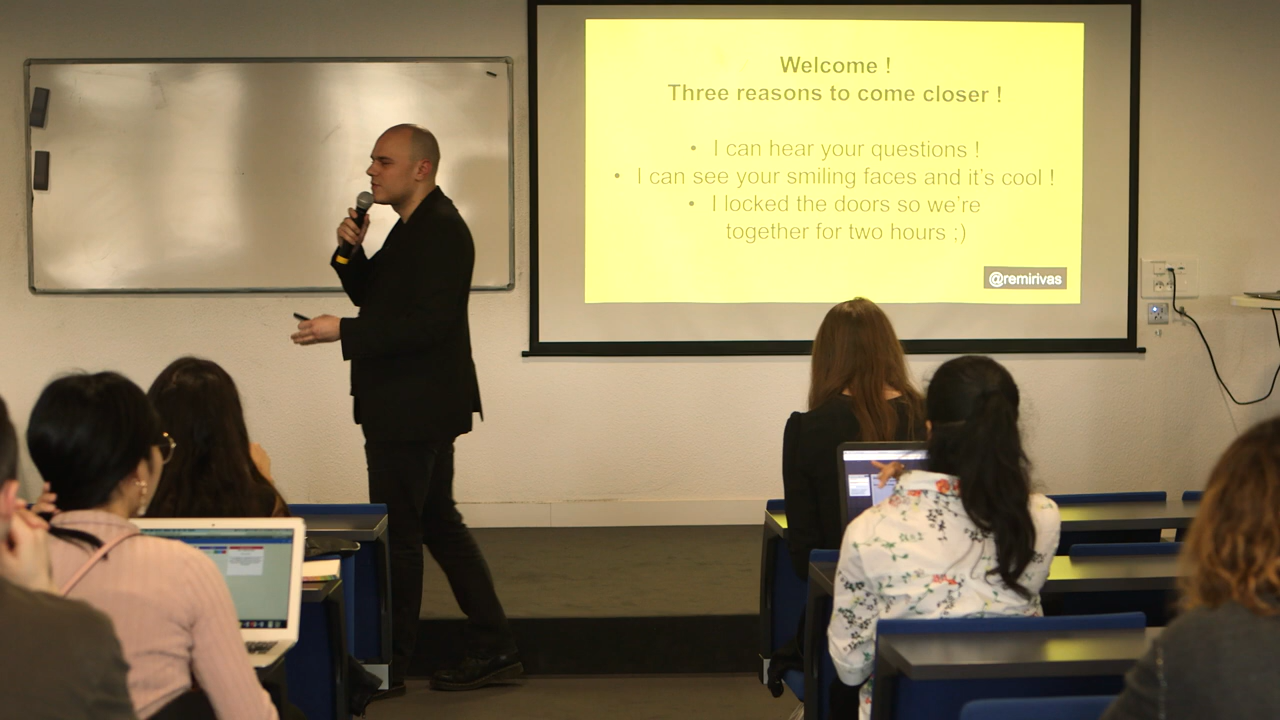 Welcome !
Three reasons to come closer !
• I can hear your questions !
• I can see your smiling faces and it's cool !
• I locked the doors so we're
together for two hours ;)
@remirivas